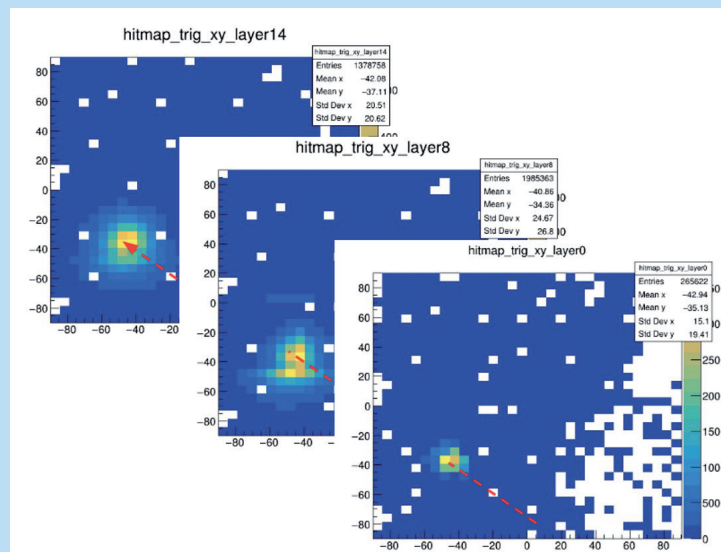 hitmap_trig_xy_layer14
hitmap_trig_xy_layer14
Entries 1378758
Mean x −42.08
Mean y −37.11
Std Dev x 20.51
Std Dev y 20.62
80
60
40
20
0
−20
−40
−60
−80
−80 −60 −40 −20
hitmap_trig_xy_layer8
hitmap_trig_xy_layer8
Entries 1985363
Mean x −40.86
Mean y −34.36
Std Dev x 24.67
Std Dev y 26.8
80
60
40
20
0
−20
−40
−60
−80
−80 −60 −40
hitmap_trig_xy_layer0
hitmap_trig_xy_layer0
Entries 265622
Mean x −42.94
Mean y −35.13
Std Dev x 15.1
Std Dev y 19.41
80
60
40
20
0
−20
−40
−60
−80
−80 −60 −40 −20 0 20 40 60 80
500
0